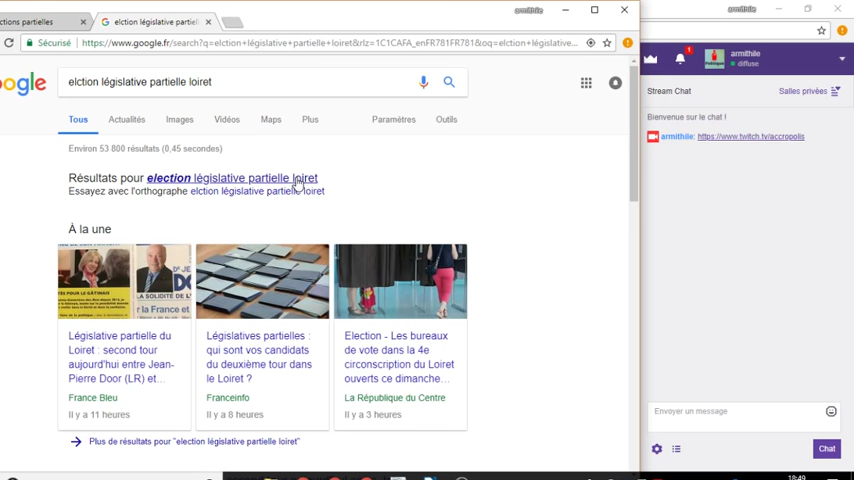 armithile
armithile
ctions partielles
elction législative partiell
Sécurisé
https://www.google.fr/search?q=elction+législative+partielle+loiret&rlz=1C1CAFA_enFR781FR781&oq=elction+législative...
ogle
elction législative partielle loiret
Tous
Actualités
Images
Vidéos
Maps
Plus
Paramètres
Outils
Environ 53 800 résultats (0,45 secondes)
Résultats pour election législative partielle loiret
Essayez avec l'orthographe elction législative partielle loiret
À la une
Législative partielle du
Loiret : second tour
aujourd'hui entre Jean-
Pierre Door (LR) et...
France Bleu
Il y a 11 heures
Législatives partielles :
qui sont vos candidats
du deuxième tour dans
le Loiret ?
Franceinfo
Il y a 8 heures
Election - Les bureaux
de vote dans la 4e
circonscription du Loiret
ouverts ce dimanche...
La République du Centre
Il y a 3 heures
Plus de résultats pour "election législative partielle loiret"
1
armithile
diffuse
Stream Chat
Salles privées
Bienvenue sur le chat !
armithile: https://www.twitch.tv/accropolis
Envoyer un message
Chat
18:49